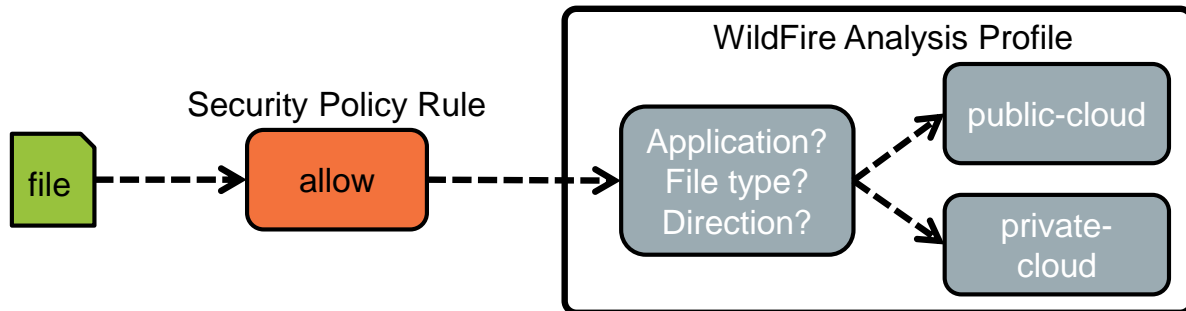 WildFire Analysis Profile
Security Policy Rule
file
allow
Application?
File type?
Direction?
public-cloud
private-
cloud